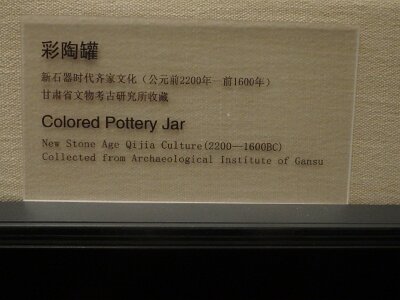 彩陶罐
新石器时代齐家文化（公元前2200年—前1600年）
甘肃省文物考古研究所收藏
Colored Pottery Jar
New Stone Age Qijia Culture(2200—1600BC)
Collected from Archaeological Institute of Gansu